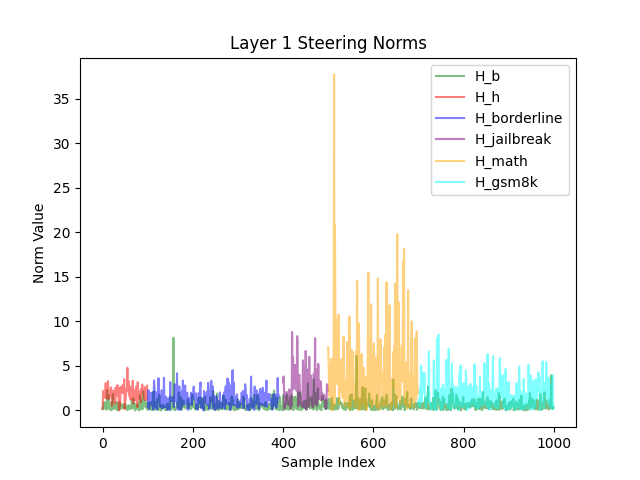 Layer 1 Steering Norms
Norm Value
35
30
25
20
15
10
5
0
H_b
H_h
H_borderline
H_jailbreak
H_math
H_gsm8k
0 200 400 600 800 1000
Sample Index